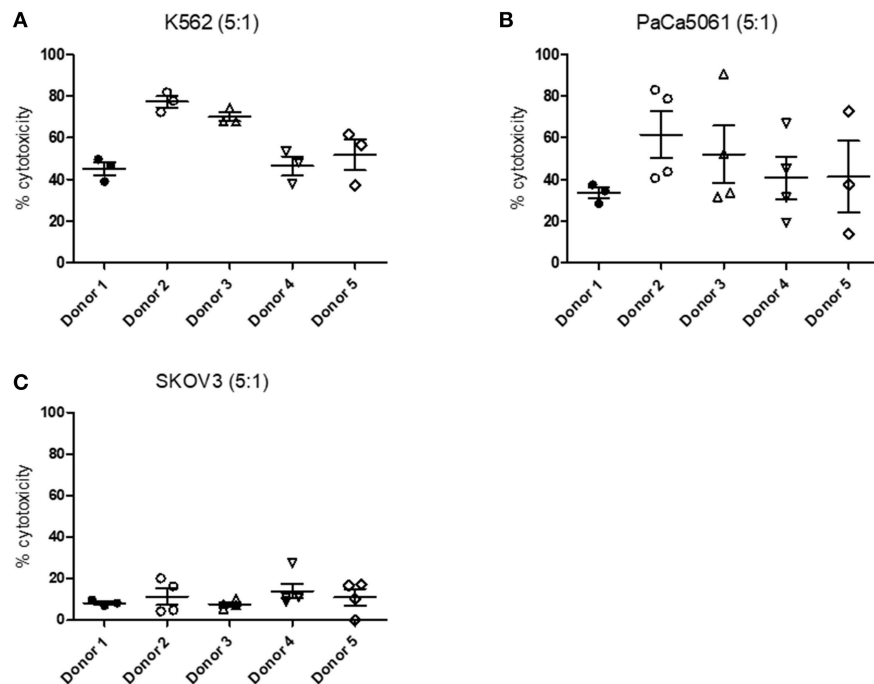 A
K562 (5:1)
% cytotoxicity
100
80
60
40
20
0
Donor 1
Donor 2
Donor 3
Donor 4
Donor 5
B
PaCa5061 (5:1)
% cytotoxicity
100
80
60
40
20
0
Donor 1
Donor 2
Donor 3
Donor 4
Donor 5
C
SKOV3 (5:1)
% cytotoxicity
100
80
60
40
20
0
Donor 1
Donor 2
Donor 3
Donor 4
Donor 5